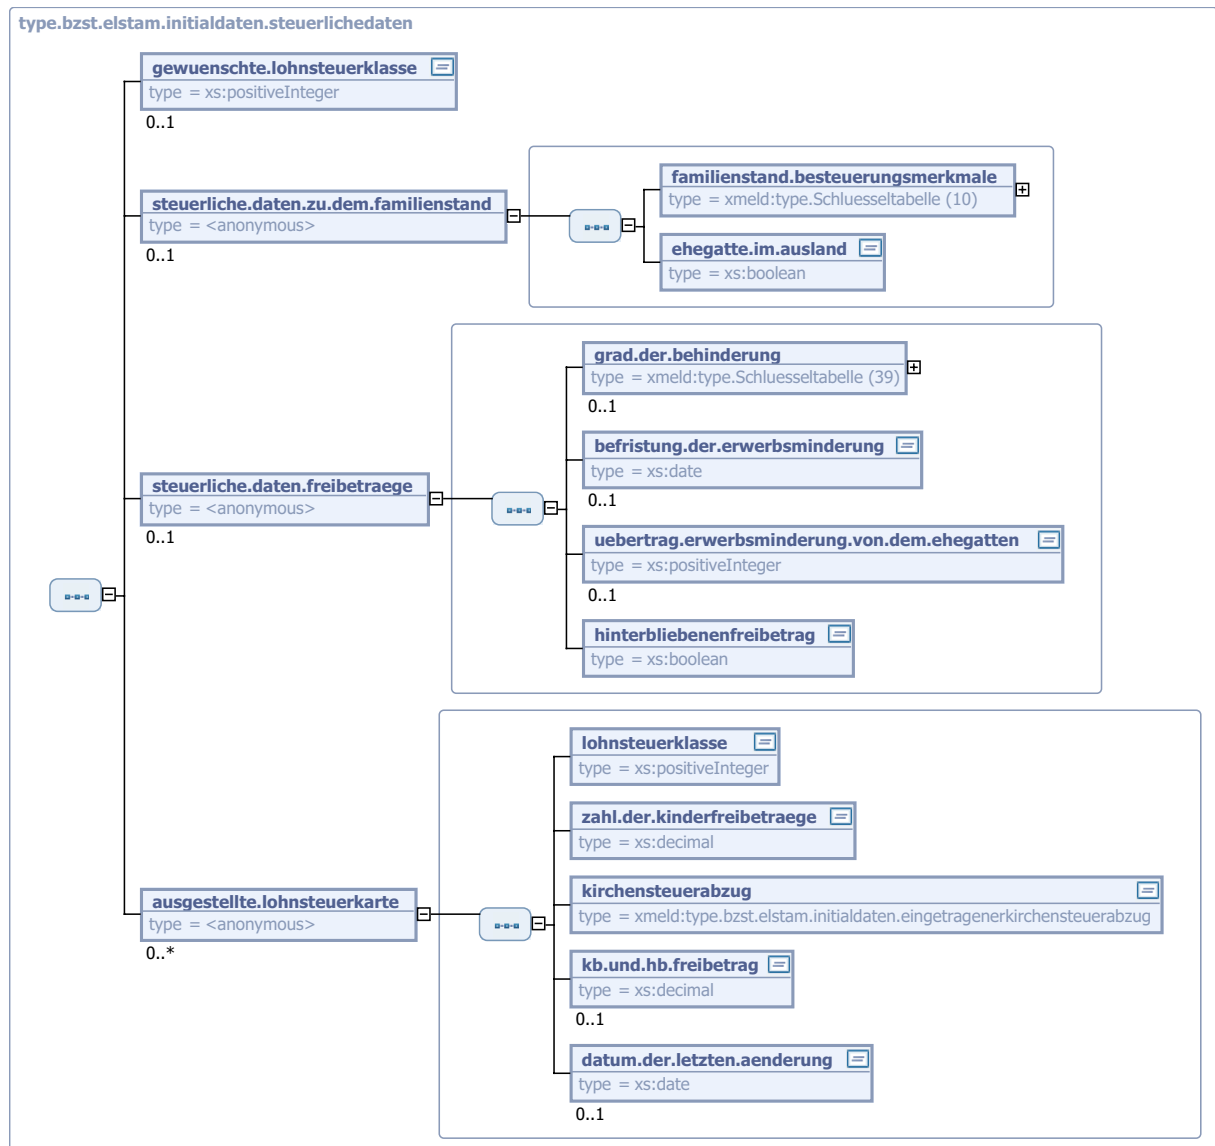 type.bzst.elstam.initialdaten.steuerlichedaten
gewuenschte.lohnsteuerklasse
type = xs:positiveInteger
0..1
steuerliche.daten.zu.dem.familienstand
type = <anonymous>
0..1
familienstand.besteuerungsmerkmale
type = xmeld:type.Schluesseltabelle (10)
ehegatte.im.ausland
type = xs:boolean
steuerliche.daten.freibetraege
type = <anonymous>
0..1
grad.der.behinderung
type = xmeld:type.Schluesseltabelle (39)
0..1
befristung.der.erwerbsminderung
type = xs:date
0..1
uebertrag.erwerbsminderung.von.dem.ehegatten
type = xs:positiveInteger
0..1
hinterbliebenenfreibetrag
type = xs:boolean
ausgestellte.lohnsteuerkarte
type = <anonymous>
0..*
lohnsteuerklasse
type = xs:positiveInteger
zahl.der.kinderfreibetraege
type = xs:decimal
kirchensteuerabzug
type = xmeld:type.bzst.elstam.initialdaten.eingetragenerkirchensteuerabzug
kb.und.hb.freibetrag
type = xs:decimal
0..1
datum.der.letzten.aenderung
type = xs:date
0..1